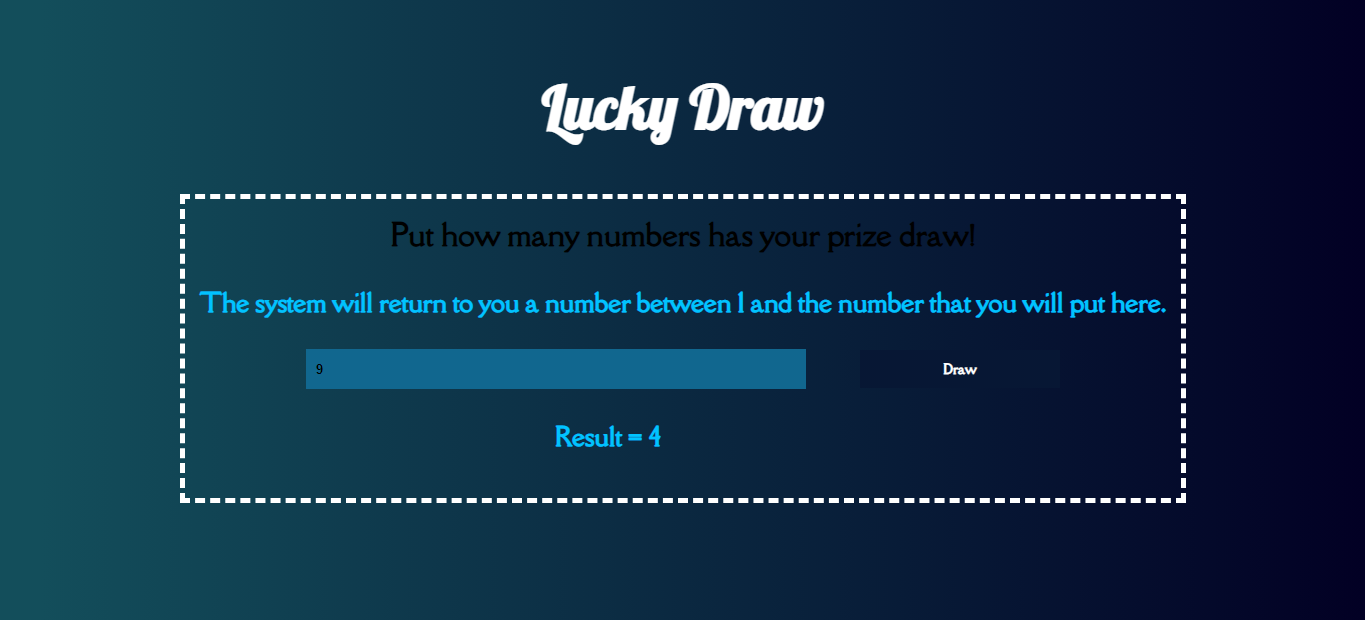 Lucky Draw
Put how many numbers has your prize draw!
The system will return to you a number between 1 and the number that you will put here.
9
Draw
Result = 4